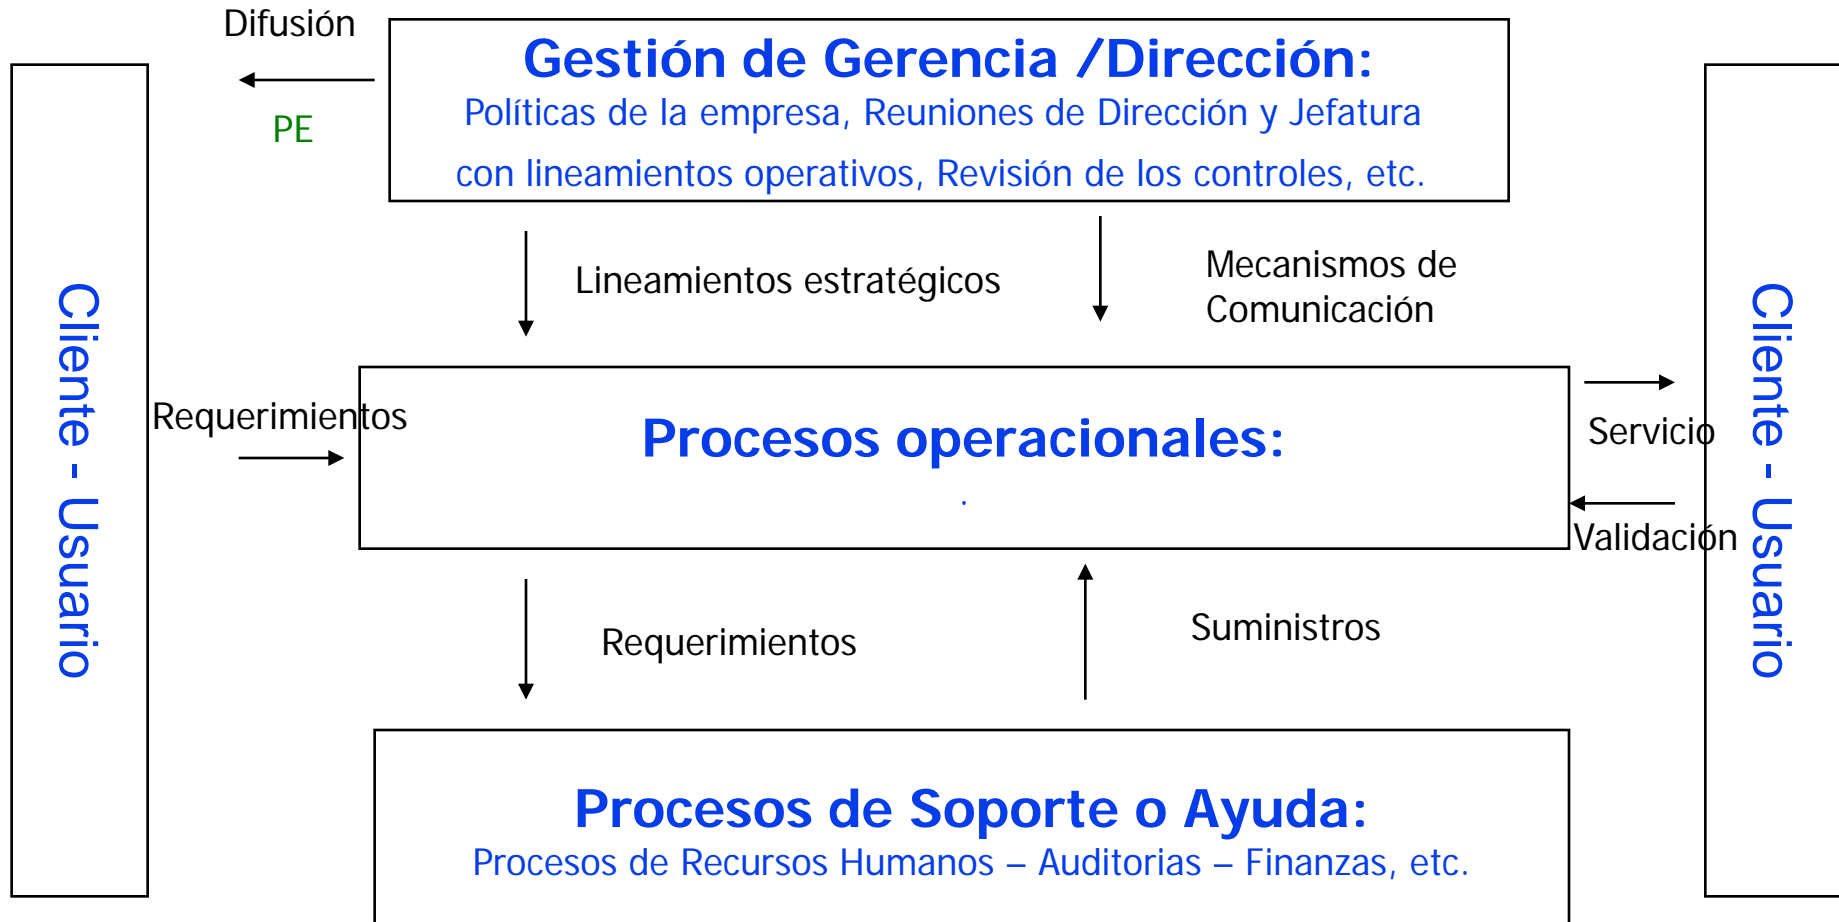 Difusión
Gestión de Gerencia /Dirección:
Políticas de la empresa, Reuniones de Dirección y Jefatura
con lineamientos operativos, Revisión de los controles, etc.
PE
Lineamientos estratégicos
Mecanismos de
Comunicación
Cliente - Usuario
Requerimientos
Procesos operacionales:
.
Servicio
Validación
Cliente - Usuario
Requerimientos
Suministros
Procesos de Soporte o Ayuda:
Procesos de Recursos Humanos – Auditorias – Finanzas, etc.